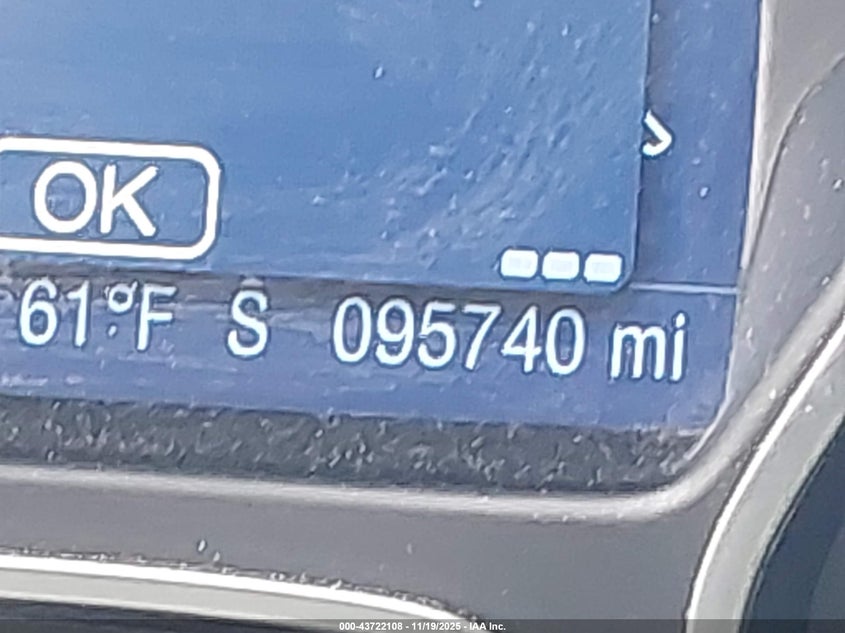 OK
61°F S 095740 mi
000-43722108 - 11/19/2025 - IAA Inc.